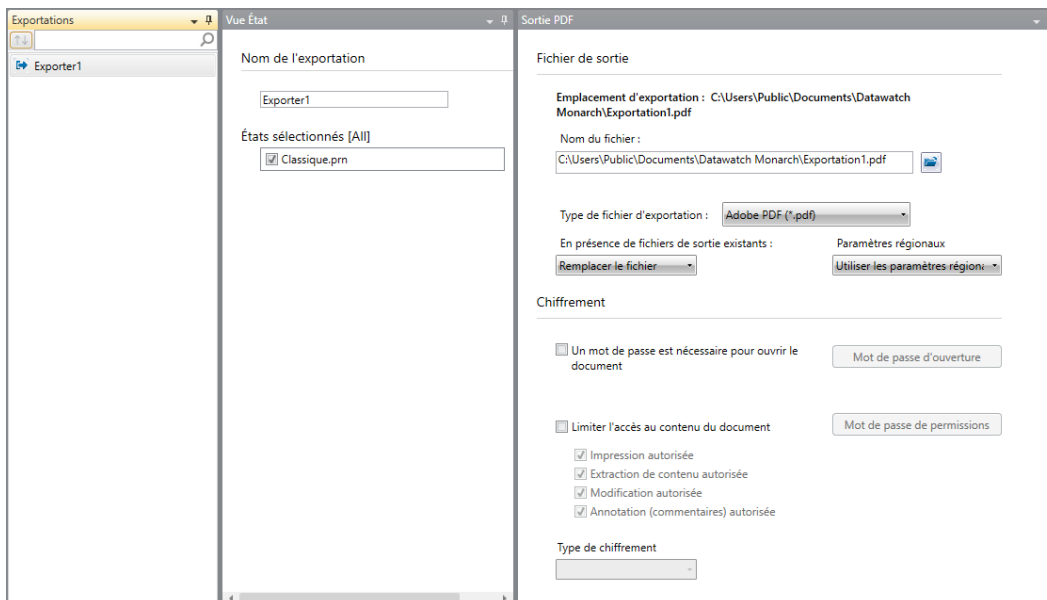 Exportations
Exporter1
Vue État
Nom de l'exportation
Exporter1
États sélectionnés [All]
Classique.prn
Sortie PDF
Fichier de sortie
Emplacement d'exportation : C:\Users\Public\Documents\Datawatch
Monarch\Exportation1.pdf
Nom du fichier :
C:\Users\Public\Documents\Datawatch Monarch\Exportation1.pdf
Type de fichier d'exportation :
Adobe PDF (*.pdf)
En présence de fichiers de sortie existants :
Paramètres régionaux
Remplacer le fichier
Utiliser les paramètres région
Chiffrement
Un mot de passe est nécessaire pour ouvrir le
document
Mot de passe d'ouverture
Limiter l'accès au contenu du document
Mot de passe de permissions
Impression autorisée
Extraction de contenu autorisée
Modification autorisée
Annotation (commentaires) autorisée
Type de chiffrement